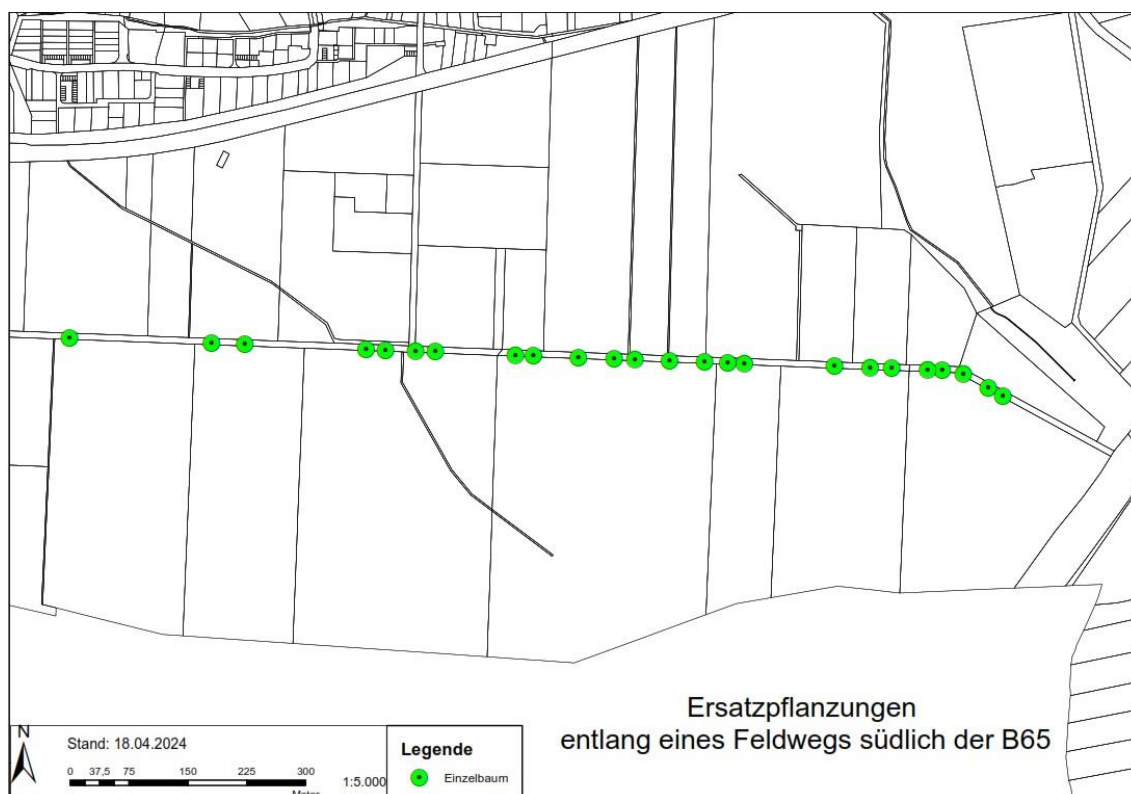 Ersatzpflanzungen
entlang eines Feldwegs südlich der B65
N
Stand: 18.04.2024
0 37,5 75 150 225 300
Meter
1:5.000
Legende
Einzelbaum